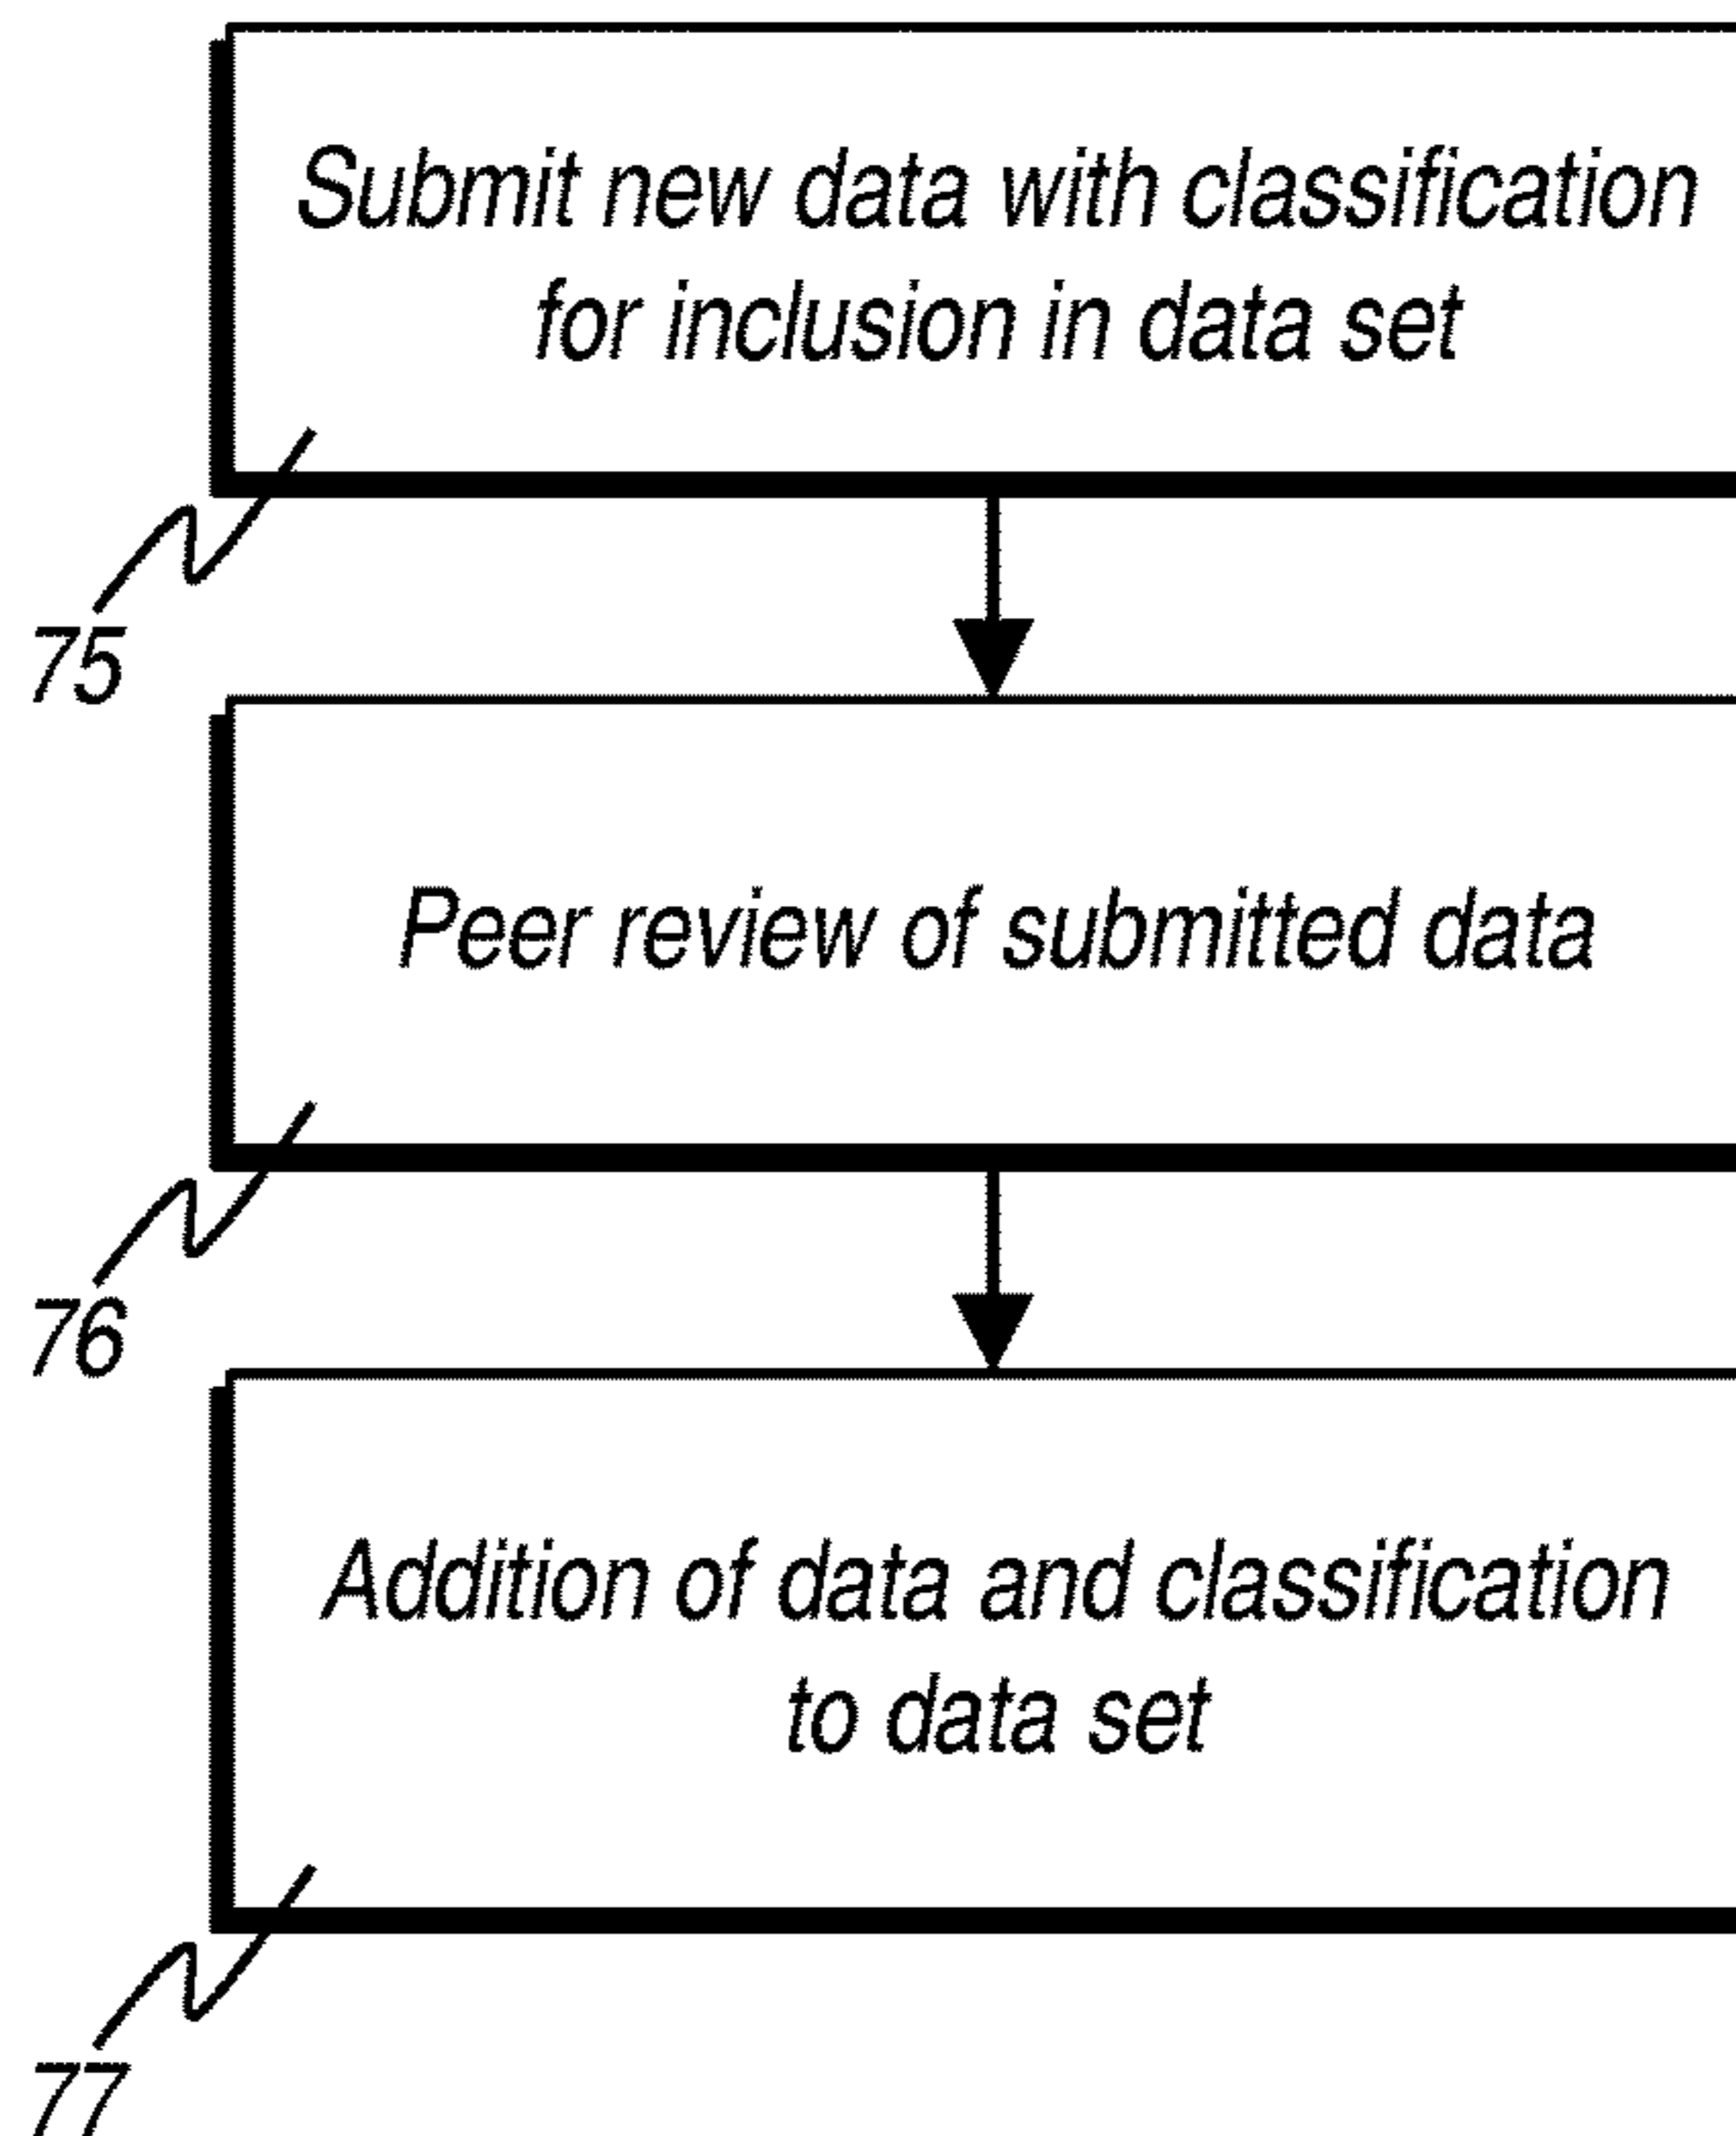 Submit new data with classification
for inclusion in data set
75
Peer review of submitted data
76
Addition of data and classification
to data set
77